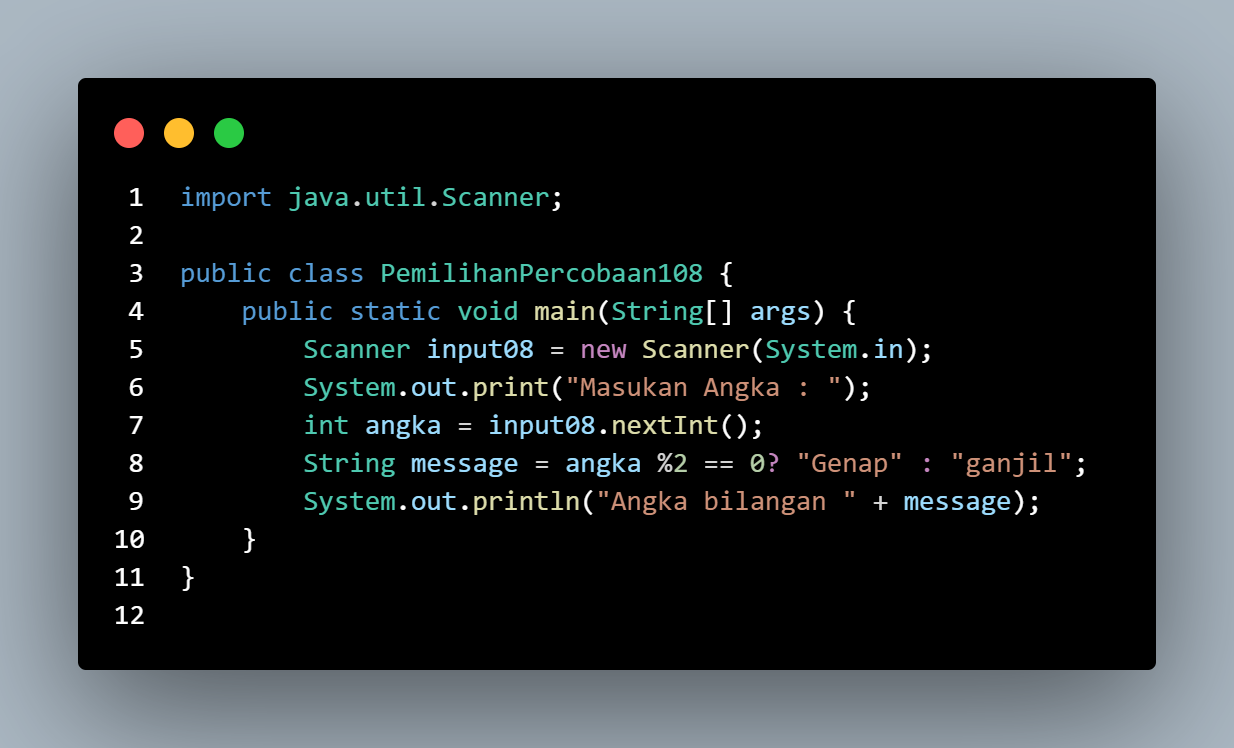 1 import java.util.Scanner;
2
3 public class PemilihanPercobaan108 {
4     public static void main(String[] args) {
5         Scanner input08 = new Scanner(System.in);
6         System.out.print("Masukan Angka : ");
7         int angka = input08.nextInt();
8         String message = angka %2 == 0? "Genap" : "ganjil";
9         System.out.println("Angka bilangan " + message);
10     }
11 }
12